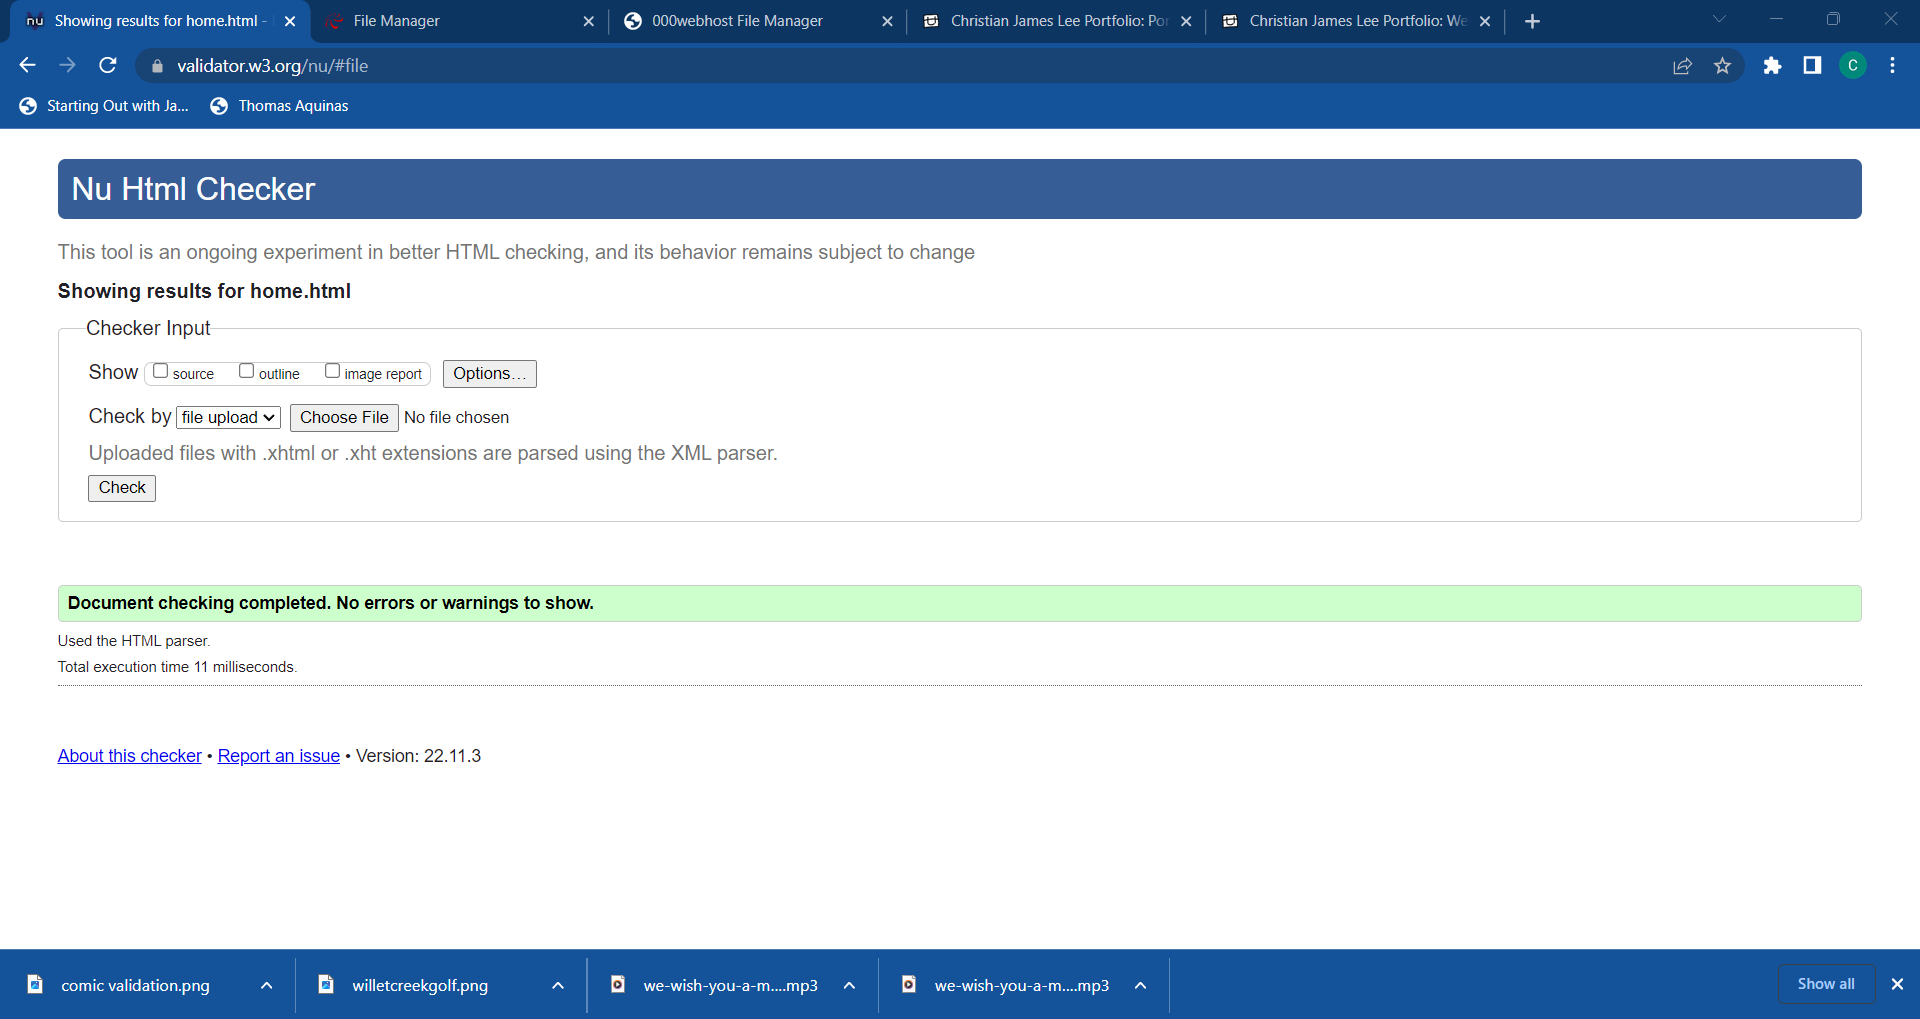 nu Showing results for home.html -
File Manager
000webhost File Manager
Christian James Lee Portfolio: Por
Christian James Lee Portfolio: We
validator.w3.org/nu/#file
C
Starting Out with Ja...
Thomas Aquinas
Nu Html Checker
This tool is an ongoing experiment in better HTML checking, and its behavior remains subject to change
Showing results for home.html
Checker Input
Show source outline image report Options...
Check by file upload Choose File No file chosen
Uploaded files with .xhtml or .xht extensions are parsed using the XML parser.
Check
Document checking completed. No errors or warnings to show.
Used the HTML parser.
Total execution time 11 milliseconds.
About this checker • Report an issue • Version: 22.11.3
comic validation.png
willetcreekgolf.png
we-wish-you-a-m....mp3
we-wish-you-a-m....mp3
Show all